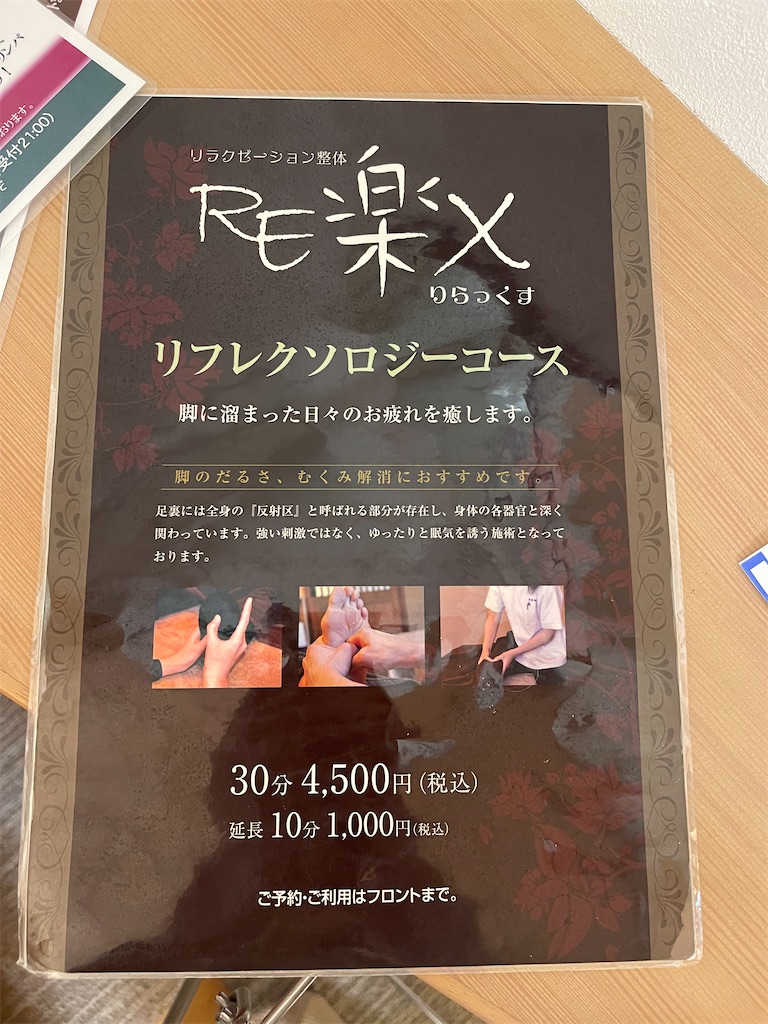 おります。
受付21:00)
リラクゼーション整体
RE楽X
りらっくす
リフレクソロジーコース
脚に溜まった日々のお疲れを癒します。
脚のだるさ、むくみ解消におすすめです。
足裏には全身の『反射区』と呼ばれる部分が存在し、身体の各器官と深く
関わっています。強い刺激ではなく、ゆったりと眠気を誘う施術となって
おります。
30分 4,500円(税込)
延長 10分 1,000円(税込)
ご予約・ご利用はフロントまで。